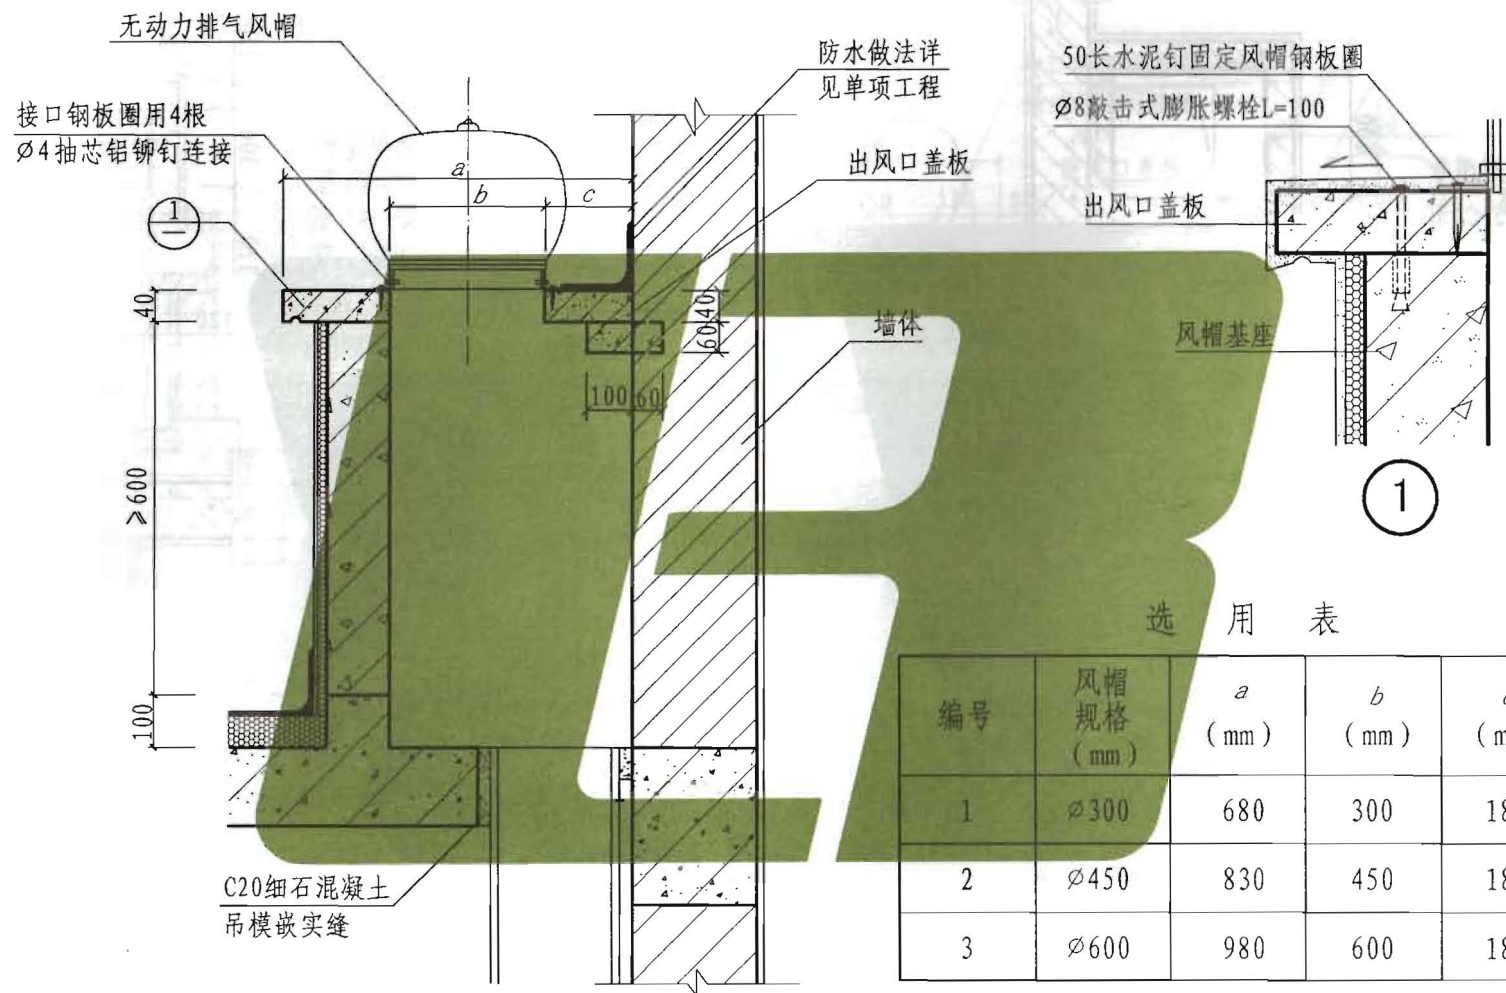 无动力排气风帽
防水做法详
见单项工程
50长水泥钉固定风帽钢板圈
Ø8敲击式膨胀螺栓L=100
接口钢板圈用4根
Ø4抽芯铝铆钉连接
出风口盖板
a
b
c
1
出风口盖板
40
60 40
墙体
风帽基座
100 60
≥600
1
100
选用表
编号 风帽规格(mm) a(mm) b(mm)
1 Ø300 680 300
2 Ø450 830 450
3 Ø600 980 600
C20细石混凝土
吊模嵌实缝